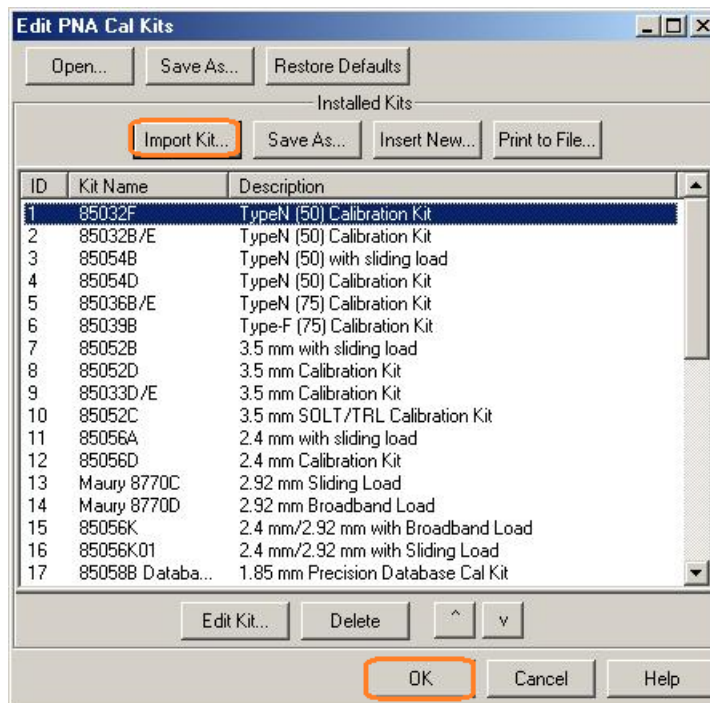 Edit PNA Cal Kits
Open... Save As... Restore Defaults
Installed Kits
Import Kit... Save As... Insert New... Print to File...
ID Kit Name Description
1 85032F TypeN (50) Calibration Kit
2 85032B/E TypeN (50) Calibration Kit
3 85054B TypeN (50) with sliding load
4 85054D TypeN (50) Calibration Kit
5 85036B/E TypeN (75) Calibration Kit
6 85039B Type-F (75) Calibration Kit
7 85052B 3.5 mm with sliding load
8 85052D 3.5 mm Calibration Kit
9 85033D/E 3.5 mm Calibration Kit
10 85052C 3.5 mm SOLT/TRL Calibration Kit
11 85056A 2.4 mm with sliding load
12 85056D 2.4 mm Calibration Kit
13 Maury 8770C 2.92 mm Sliding Load
14 Maury 8770D 2.92 mm Broadband Load
15 85056K 2.4 mm/2.92 mm with Broadband Load
16 85056K01 2.4 mm/2.92 mm with Sliding Load
17 85058B Databa... 1.85 mm Precision Database Cal Kit
Edit Kit... Delete ^ v
OK Cancel Help